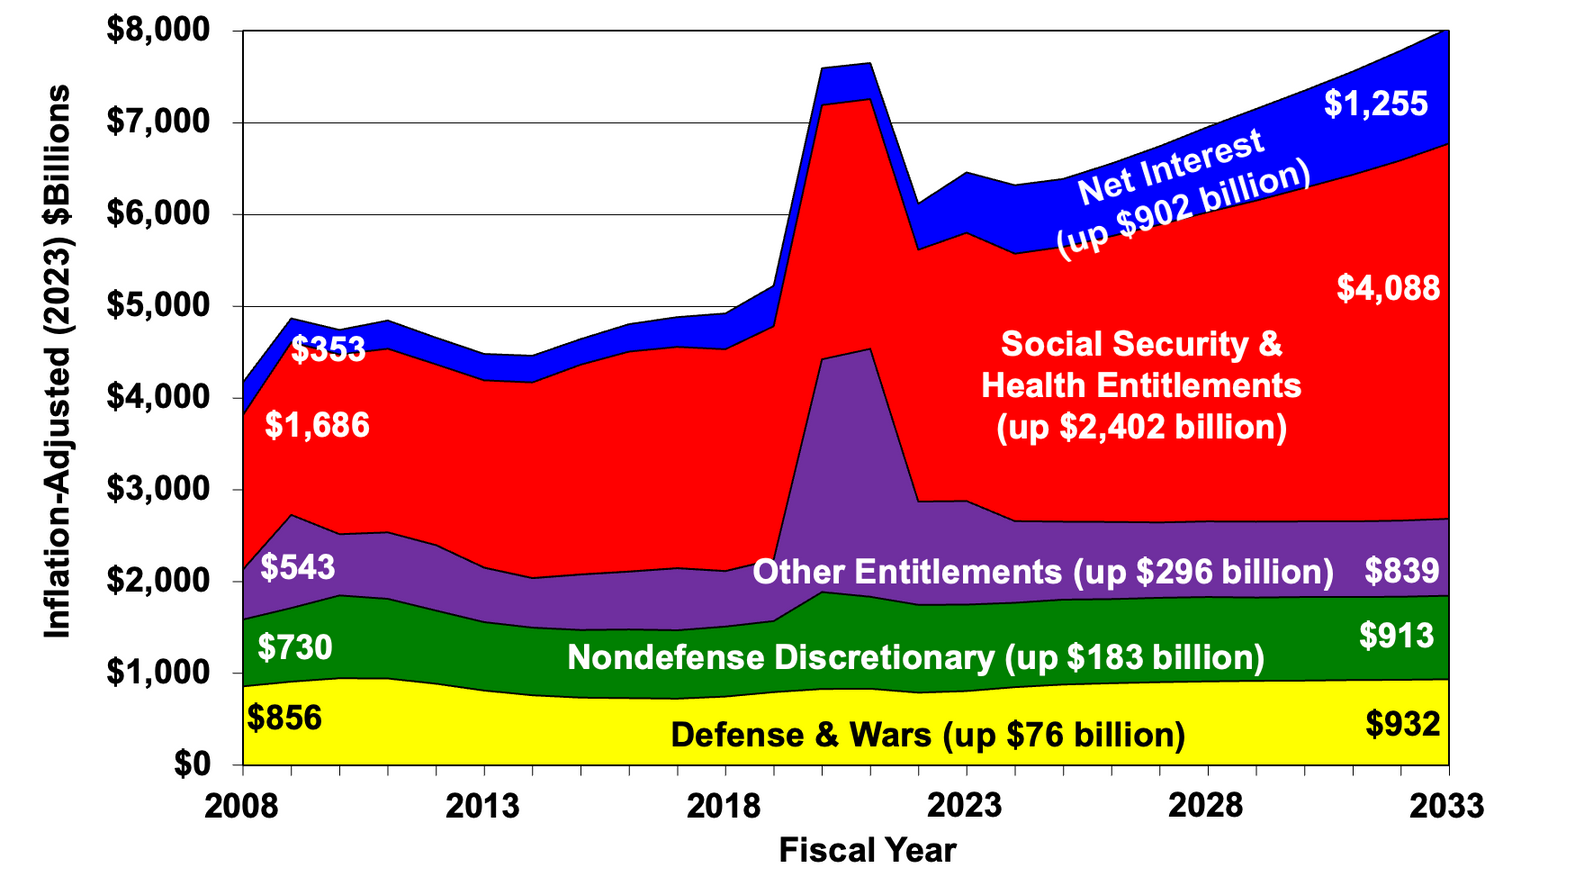 $8,000
$7,000
$6,000
$5,000
$4,000
$3,000
$2,000
$1,000
$0
Inflation-Adjusted (2023) $Billions
$353
$1,686
$543
$730
$856
Net Interest
(up $902 billion)
$1,255
Social Security &
Health Entitlements
(up $2,402 billion)
$4,088
Other Entitlements (up $296 billion) $839
Nondefense Discretionary (up $183 billion) $913
Defense & Wars (up $76 billion) $932
2008 2013 2018 2023 2028 2033
Fiscal Year